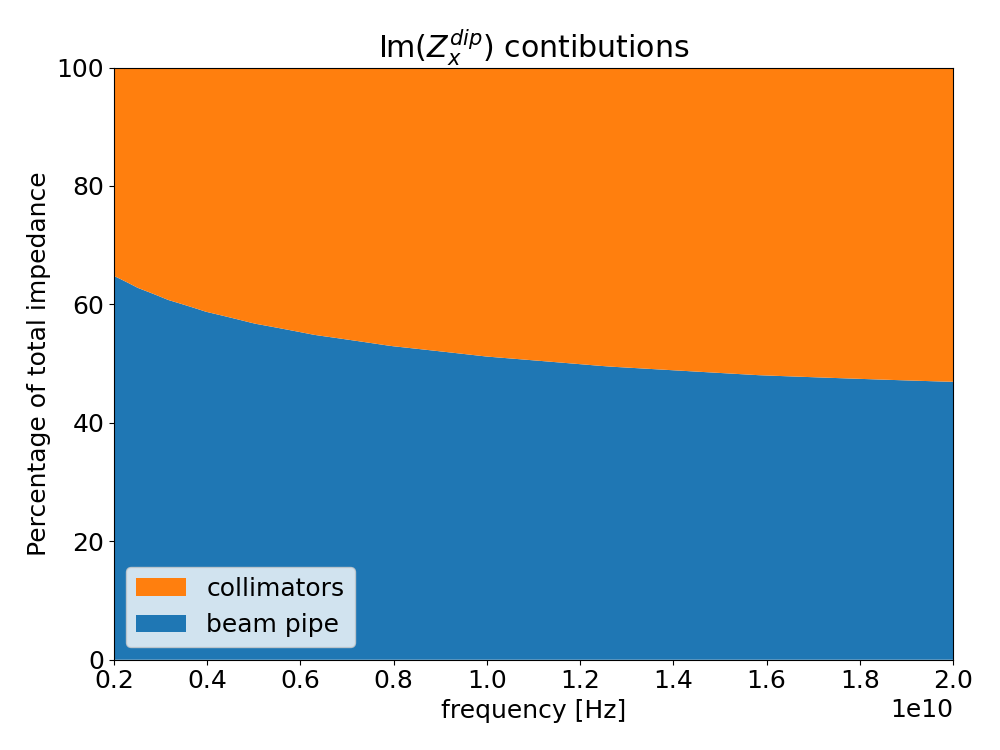 Im(Z_x^{dip}) contibutions
Percentage of total impedance
100
80
60
40
20
0
collimators
beam pipe
0.2 0.4 0.6 0.8 1.0 1.2 1.4 1.6 1.8 2.0
frequency [Hz]
1e10